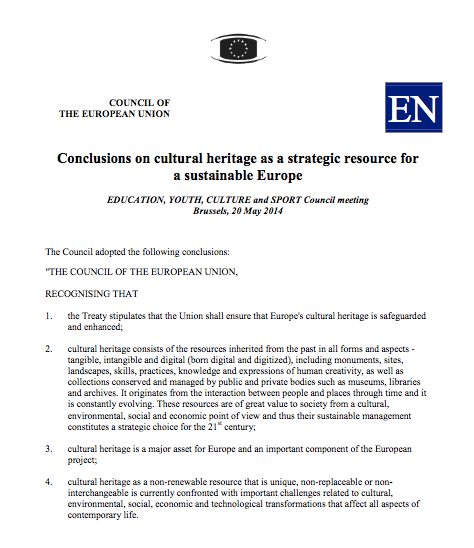 COUNCIL OF
THE EUROPEAN UNION
EN
Conclusions on cultural heritage as a strategic resource for
a sustainable Europe
EDUCATION, YOUTH, CULTURE and SPORT Council meeting
Brussels, 20 May 2014
The Council adopted the following conclusions:
"THE COUNCIL OF THE EUROPEAN UNION,
RECOGNISING THAT
1. the Treaty stipulates that the Union shall ensure that Europe's cultural heritage is safeguarded
and enhanced;
2. cultural heritage consists of the resources inherited from the past in all forms and aspects -
tangible, intangible and digital (born digital and digitized), including monuments, sites,
landscapes, skills, practices, knowledge and expressions of human creativity, as well as
collections conserved and managed by public and private bodies such as museums, libraries
and archives. It originates from the interaction between people and places through time and it
is constantly evolving. These resources are of great value to society from a cultural,
environmental, social and economic point of view and thus their sustainable management
constitutes a strategic choice for the 21st century;
3. cultural heritage is a major asset for Europe and an important component of the European
project;
4. cultural heritage as a non-renewable resource that is unique, non-replaceable or non-
interchangeable is currently confronted with important challenges related to cultural,
environmental, social, economic and technological transformations that affect all aspects of
contemporary life.